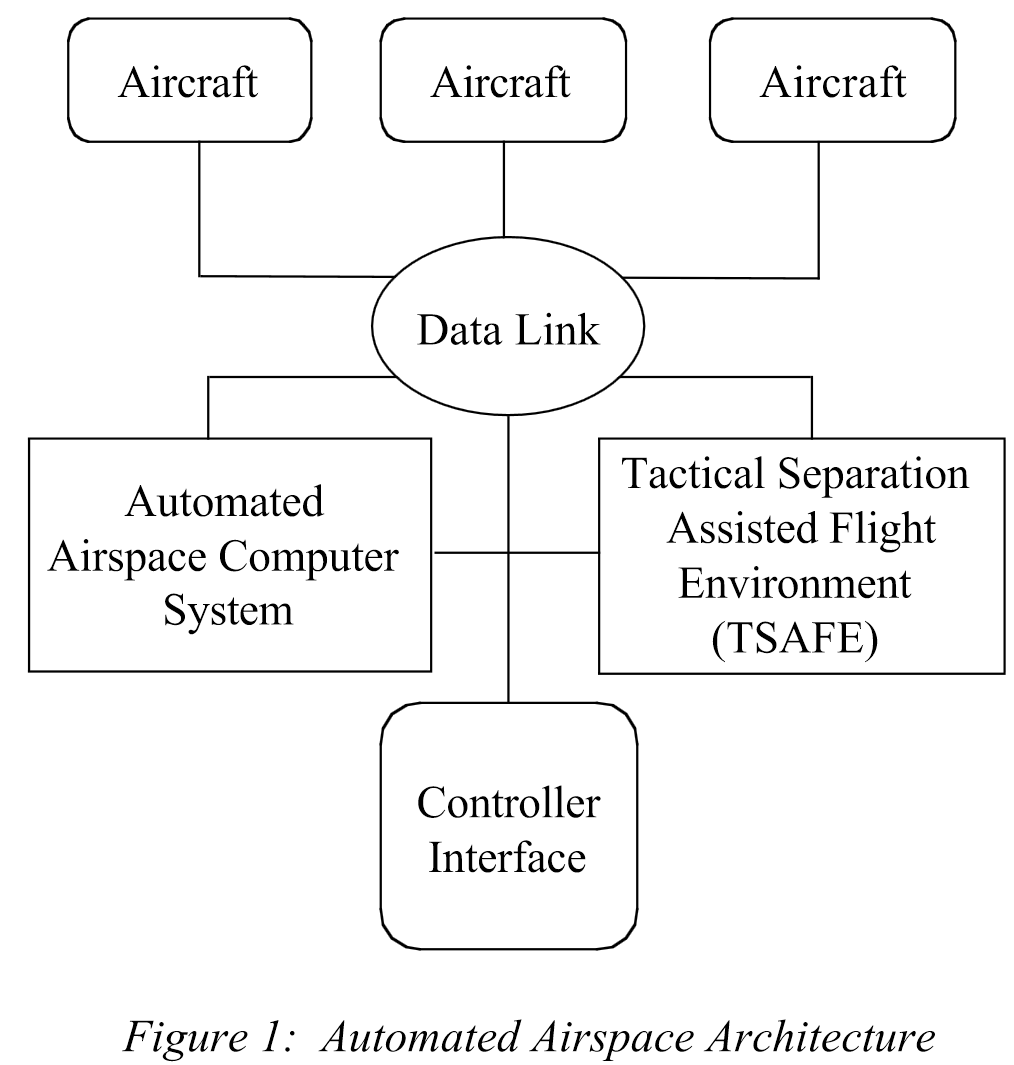 Aircraft
Aircraft
Aircraft
Data Link
Automated
Airspace Computer
System
Tactical Separation
Assisted Flight
Environment
(TSAFE)
Controller
Interface
Figure 1: Automated Airspace Architecture